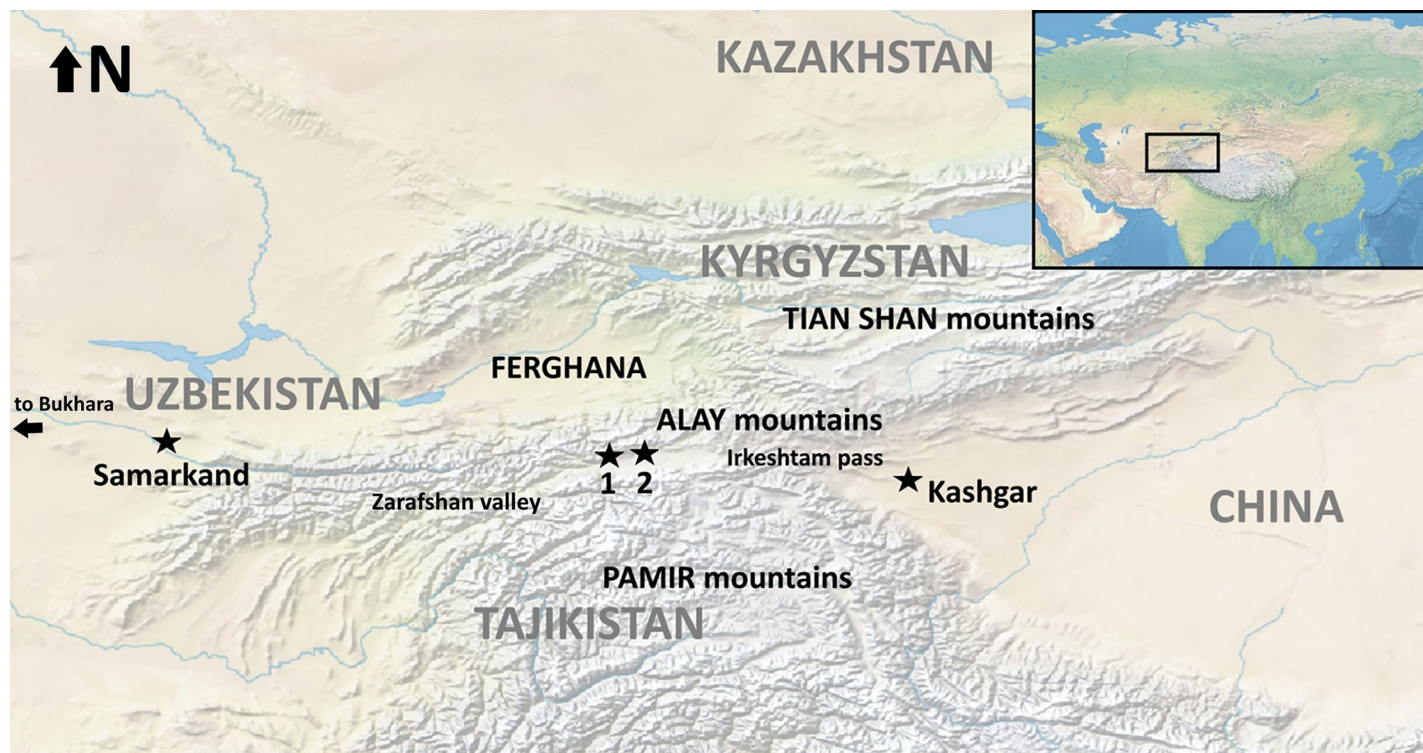 N
KAZAKHSTAN
KYRGYZSTAN
TIAN SHAN mountains
FERGHANA
UZBEKISTAN
to Bukhara
ALAY mountains
Samarkand
Irkeshtam pass
1
2
Kashgar
Zarafshan valley
CHINA
PAMIR mountains
TAJIKISTAN